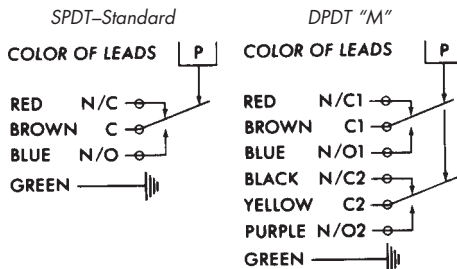 SPDT–Standard
COLOR OF LEADS P
RED N/C
BROWN C
BLUE N/O
GREEN
DPDT “M”
COLOR OF LEADS P
RED N/C1
BROWN C1
BLUE N/O1
BLACK N/C2
YELLOW C2
PURPLE N/O2
GREEN